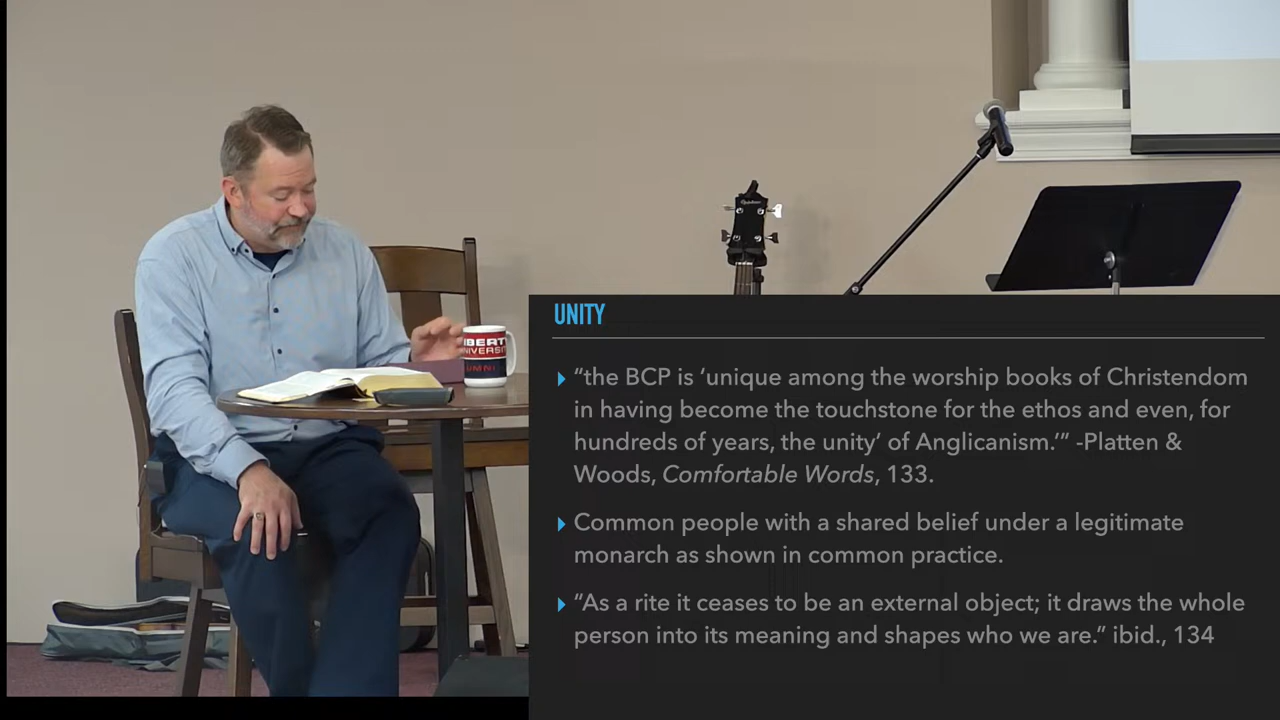 IBERT
NIVERSI
UMNI
UNITY
“the BCP is ‘unique among the worship books of Christendom
in having become the touchstone for the ethos and even, for
hundreds of years, the unity’ of Anglicanism.’” -Platten &
Woods, Comfortable Words, 133.
Common people with a shared belief under a legitimate
monarch as shown in common practice.
“As a rite it ceases to be an external object; it draws the whole
person into its meaning and shapes who we are.” ibid., 134